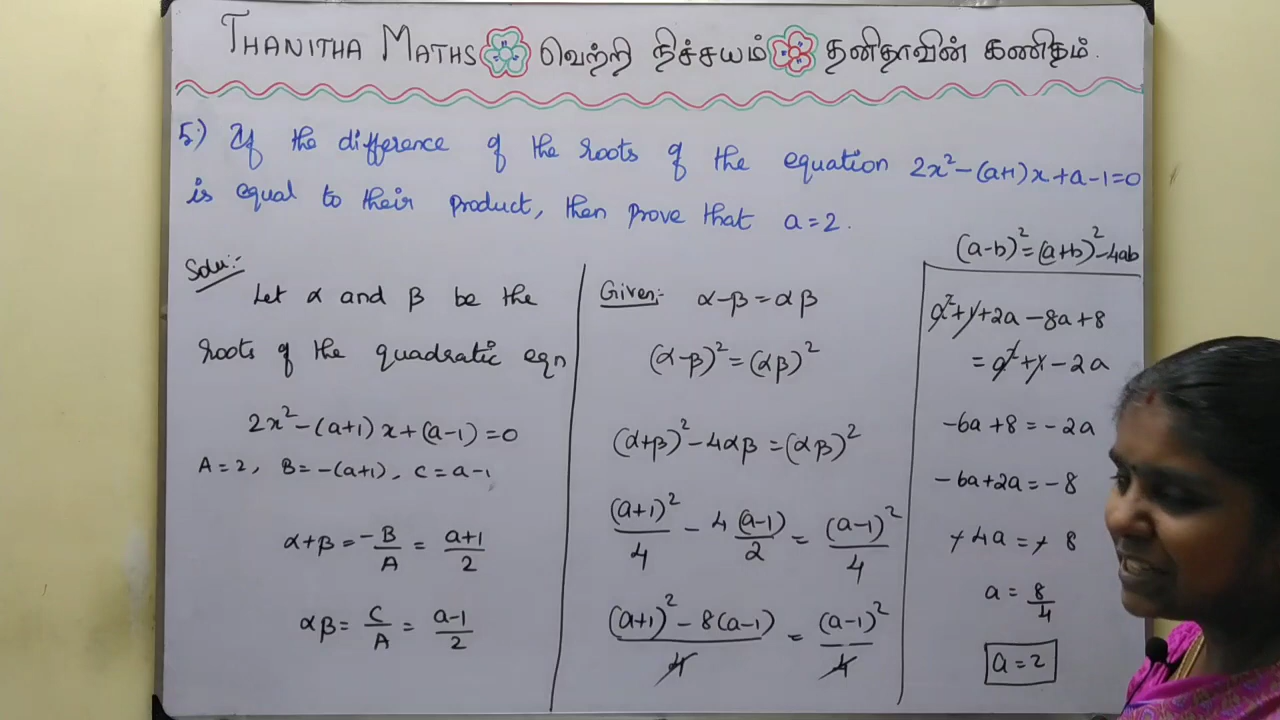 THANITHA MATHS வெற்றி நிச்சயம் தனிதாவின் கணிதம்.
5) If the difference of the roots of the equation 2x² - (a+1)x + a - 1 = 0
is equal to their product, then prove that a = 2.
Solu:-
Let α and β be the
roots of the quadratic eqn
2x² - (a+1)x + (a-1) = 0
A = 2, B = -(a+1), C = a-1
α+β = -B/A = (a+1)/2
αβ = C/A = (a-1)/2
Given:- α-β = αβ
(α-β)² = (αβ)²
(α+β)² - 4αβ = (αβ)²
(a+1)²/4 - 4 (a-1)/2 = (a-1)²/4
((a+1)² - 8(a-1))/4 = (a-1)²/4
(a-b)² = (a+b)² - 4ab
a² + 1 + 2a - 8a + 8
= a² + 1 - 2a
-6a + 8 = -2a
-6a + 2a = -8
-4a = -8
a = 8/4
a = 2